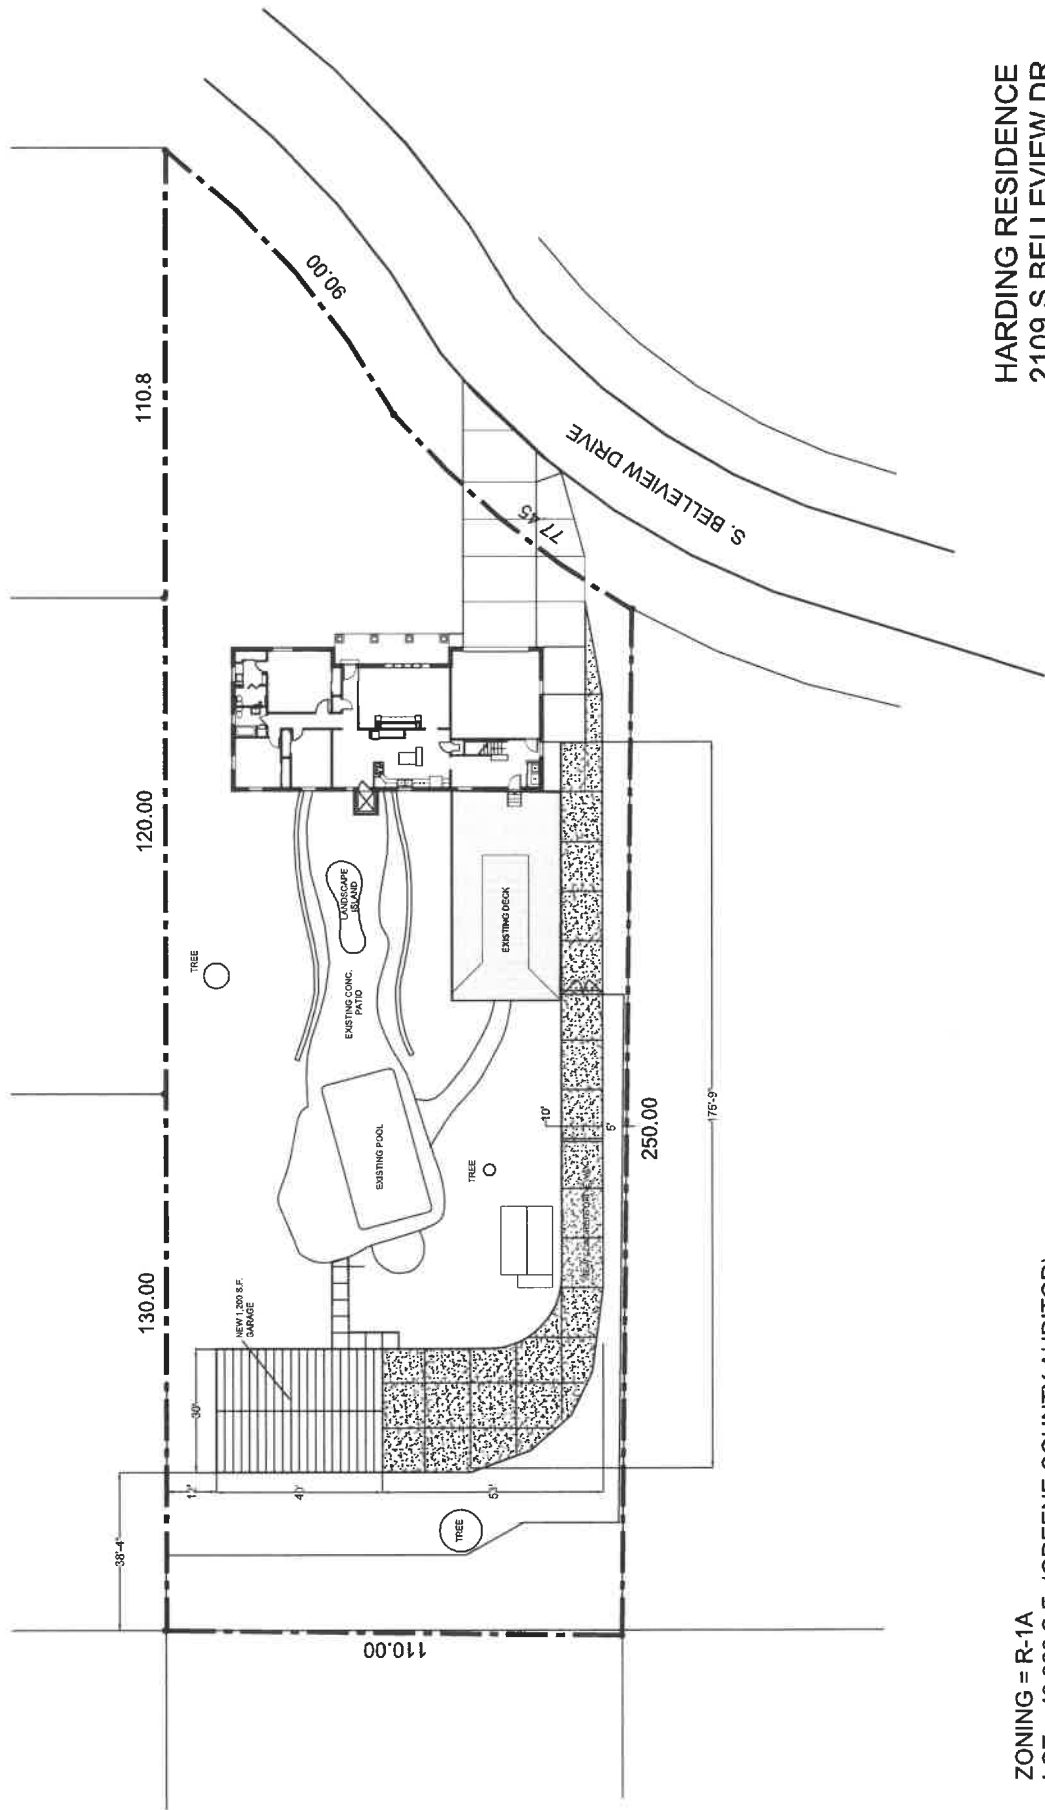 HARDING RESIDENCE
2109 S BELLEVIEW DR
110.8
90.00
S. BELLEVIEW DRIVE
77.45
120.00
TREE
LANDSCAPE
ISLAND
EXISTING CONC.
PATIO
EXISTING DECK
EXISTING POOL
TREE
10'
5'
250.00
175'-9"
130.00
NEW 1,200 S.F.
GARAGE
30'
12'
40'
53'
38'-4"
TREE
110.00
ZONING = R-1A